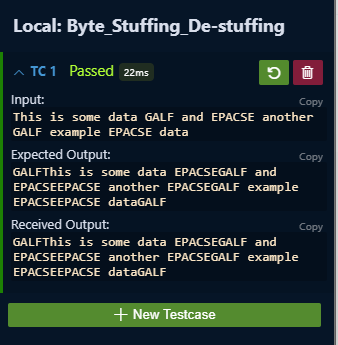 Local: Byte_Stuffing_De-stuffing
TC 1 Passed 22ms
Input:
Copy
This is some data GALF and EPACSE another
GALF example EPACSE data
Expected Output:
Copy
GALFThis is some data EPACSEGALF and
EPACSEEPACSE another EPACSEGALF example
EPACSEEPACSE dataGALF
Received Output:
Copy
GALFThis is some data EPACSEGALF and
EPACSEEPACSE another EPACSEGALF example
EPACSEEPACSE dataGALF
+ New Testcase